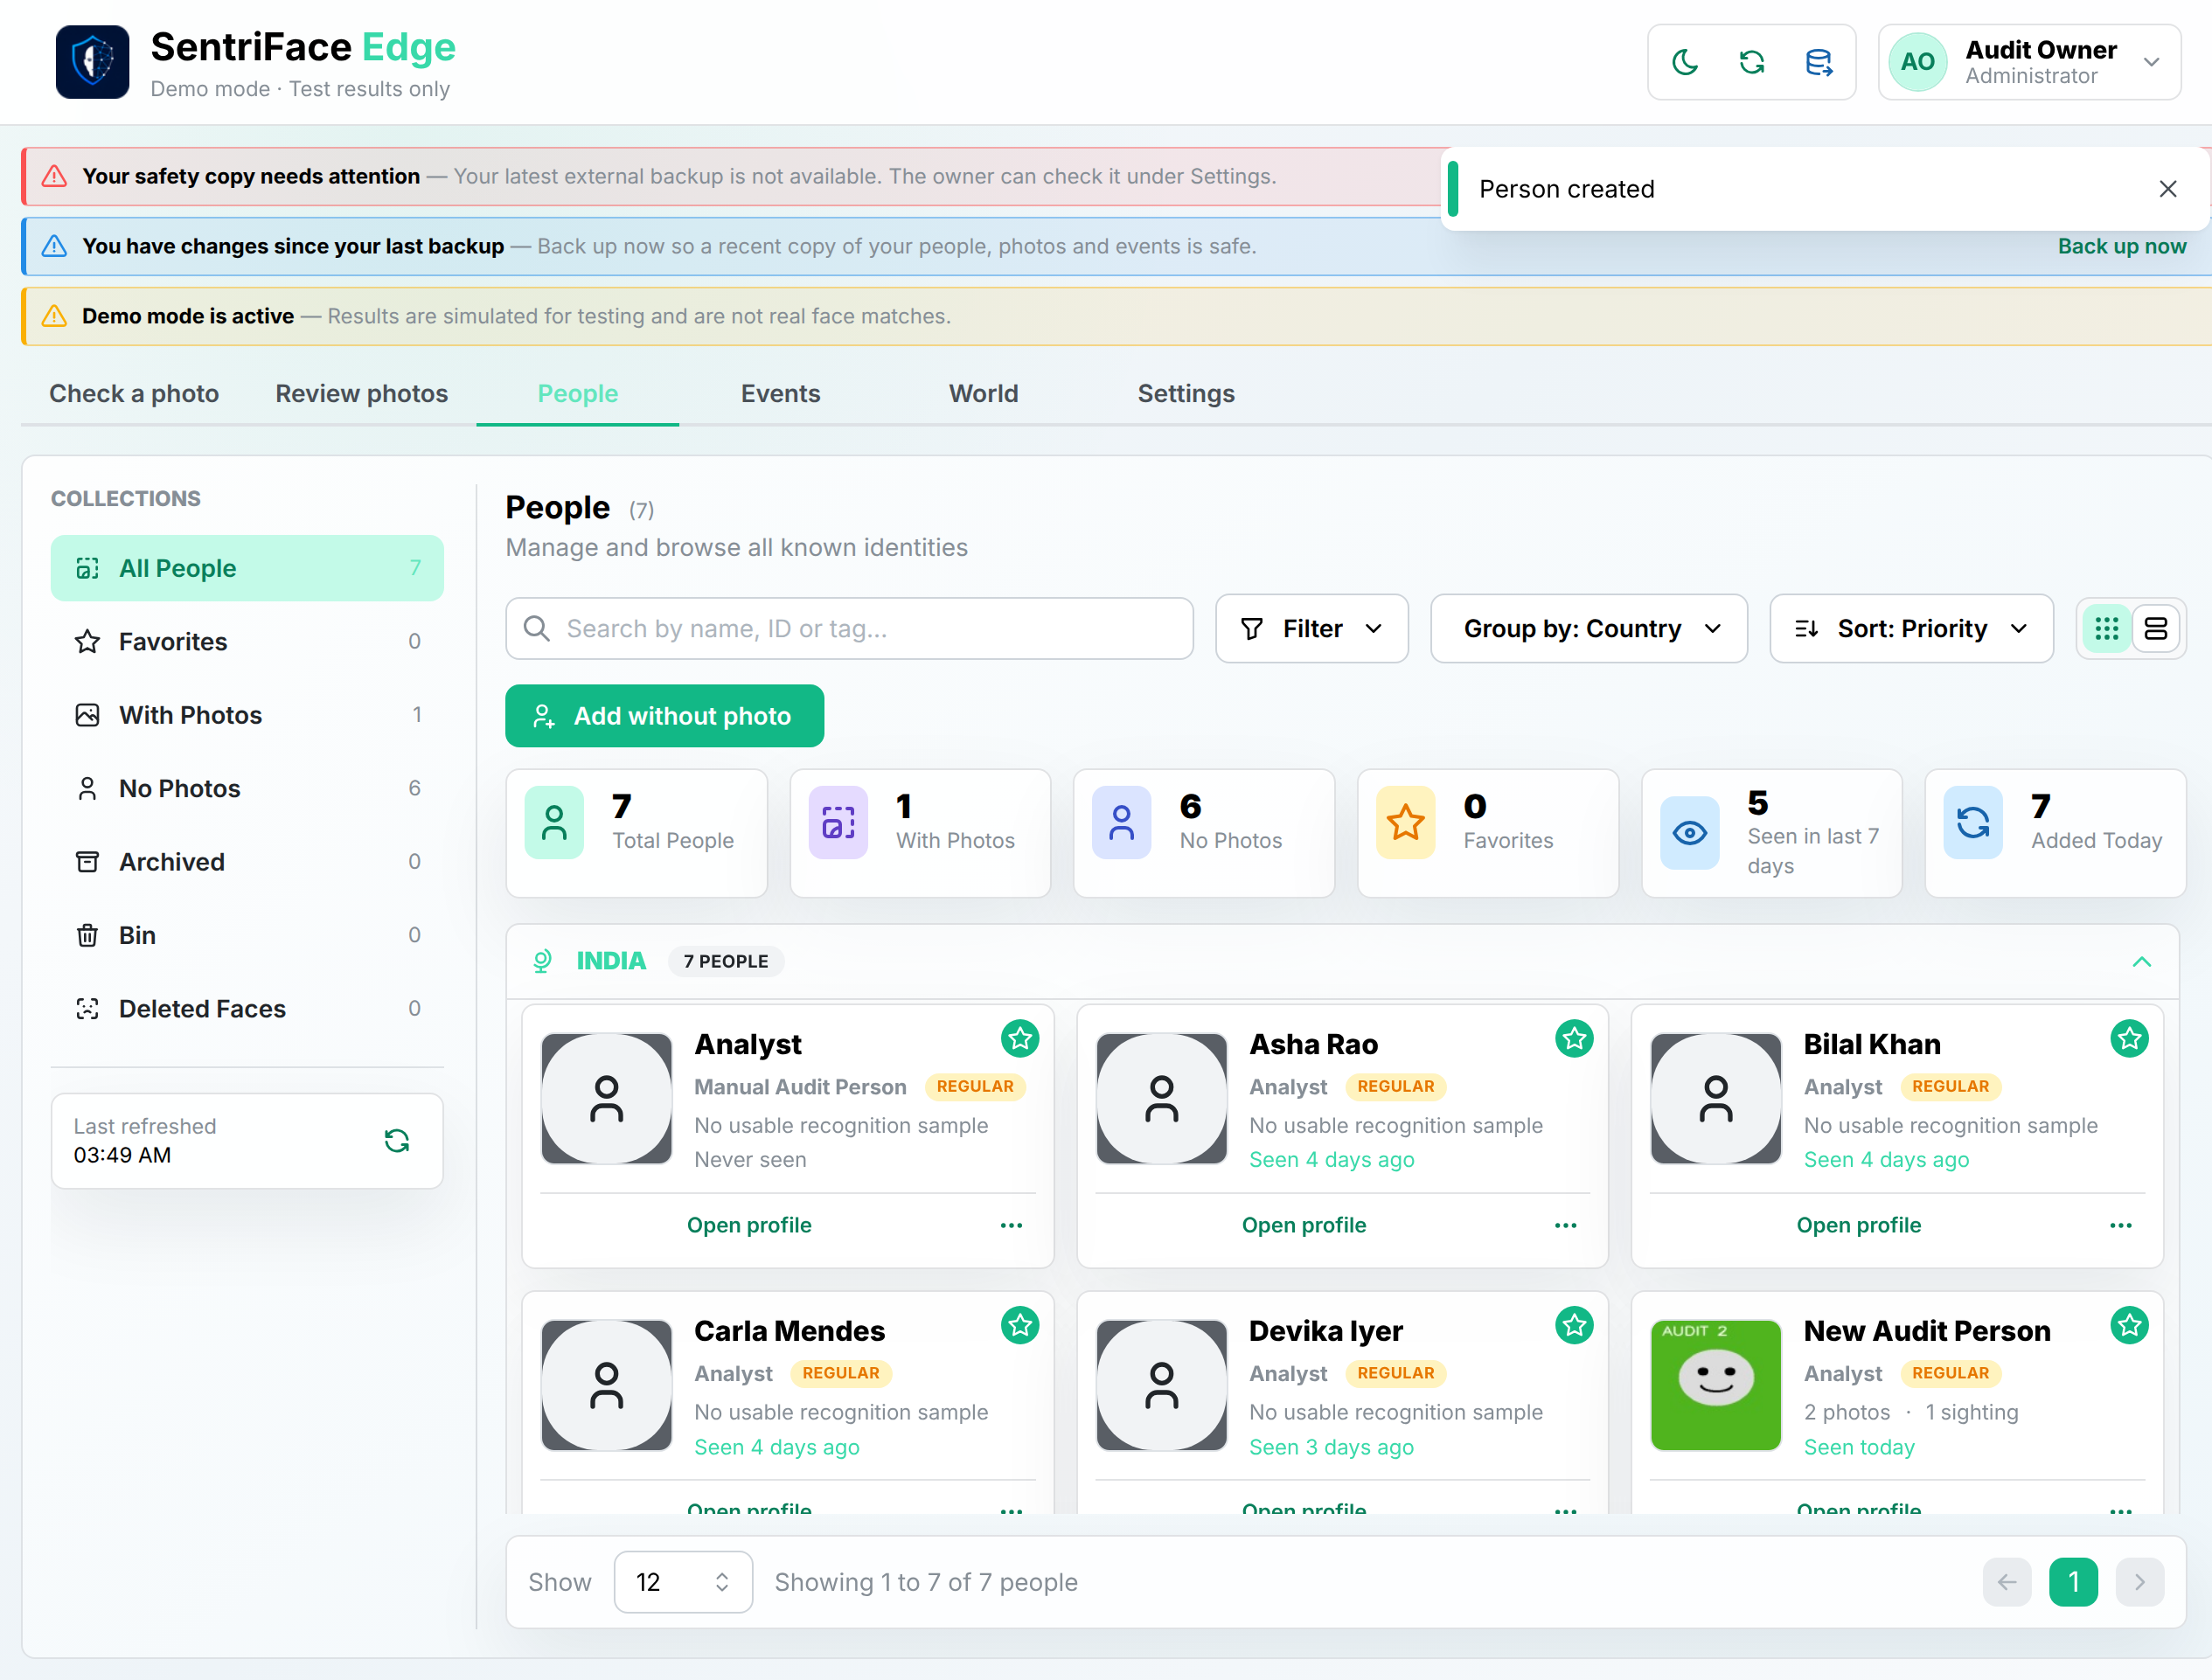 SentriFace Edge
Demo mode · Test results only
AO
Audit Owner
Administrator
Your safety copy needs attention — Your latest external backup is not available. The owner can check it under Settings.
Person created
You have changes since your last backup — Back up now so a recent copy of your people, photos and events is safe.
Back up now
Demo mode is active — Results are simulated for testing and are not real face matches.
Check a photo
Review photos
People
Events
World
Settings
COLLECTIONS
All People 7
Favorites 0
With Photos 1
No Photos 6
Archived 0
Bin 0
Deleted Faces 0
Last refreshed
03:49 AM
People (7)
Manage and browse all known identities
Search by name, ID or tag...
Filter
Group by: Country
Sort: Priority
Add without photo
7
Total People
1
With Photos
6
No Photos
0
Favorites
5
Seen in last 7
days
7
Added Today
INDIA 7 PEOPLE
Analyst
Manual Audit Person REGULAR
No usable recognition sample
Never seen
Open profile
Asha Rao
Analyst REGULAR
No usable recognition sample
Seen 4 days ago
Open profile
Bilal Khan
Analyst REGULAR
No usable recognition sample
Seen 4 days ago
Open profile
Carla Mendes
Analyst REGULAR
No usable recognition sample
Seen 4 days ago
Open profile
Devika Iyer
Analyst REGULAR
No usable recognition sample
Seen 3 days ago
Open profile
AUDIT 2
New Audit Person
Analyst REGULAR
2 photos · 1 sighting
Seen today
Open profile
Show 12 Showing 1 to 7 of 7 people
1